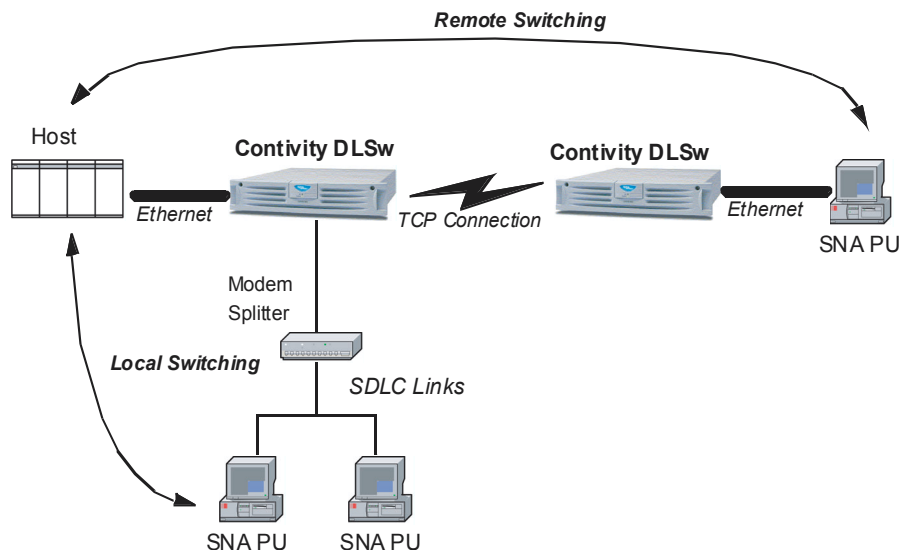 Remote Switching
Host
Contivity DLSw
Contivity DLSw
Ethernet
TCP Connection
Ethernet
SNA PU
Modem
Splitter
Local Switching
SDLC Links
SNA PU
SNA PU